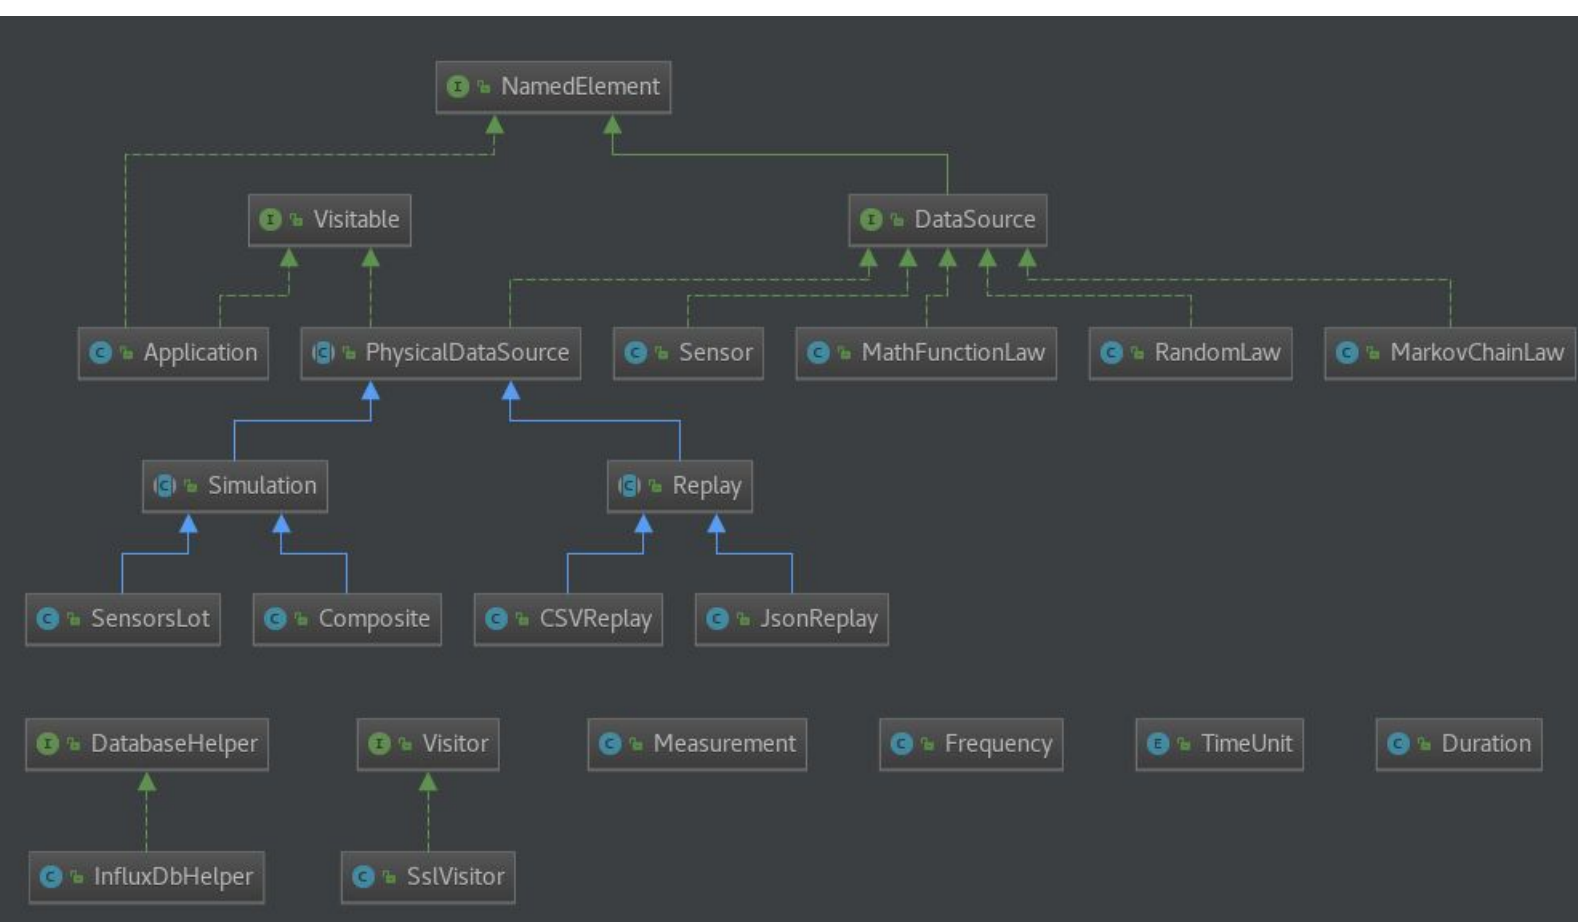 I NamedElement
I Visitable
I DataSource
C Application
C PhysicalDataSource
C Sensor
C MathFunctionLaw
C RandomLaw
C MarkovChainLaw
C Simulation
C Replay
C SensorsLot
C Composite
C CSVReplay
C JsonReplay
I DatabaseHelper
I Visitor
C Measurement
C Frequency
E TimeUnit
C Duration
C InfluxDbHelper
C SslVisitor